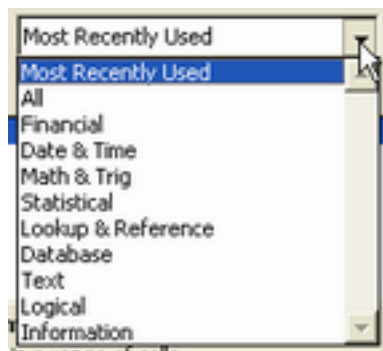 Most Recently Used
Most Recently Used
All
Financial
Date & Time
Math & Trig
Statistical
Lookup & Reference
Database
Text
Logical
Information